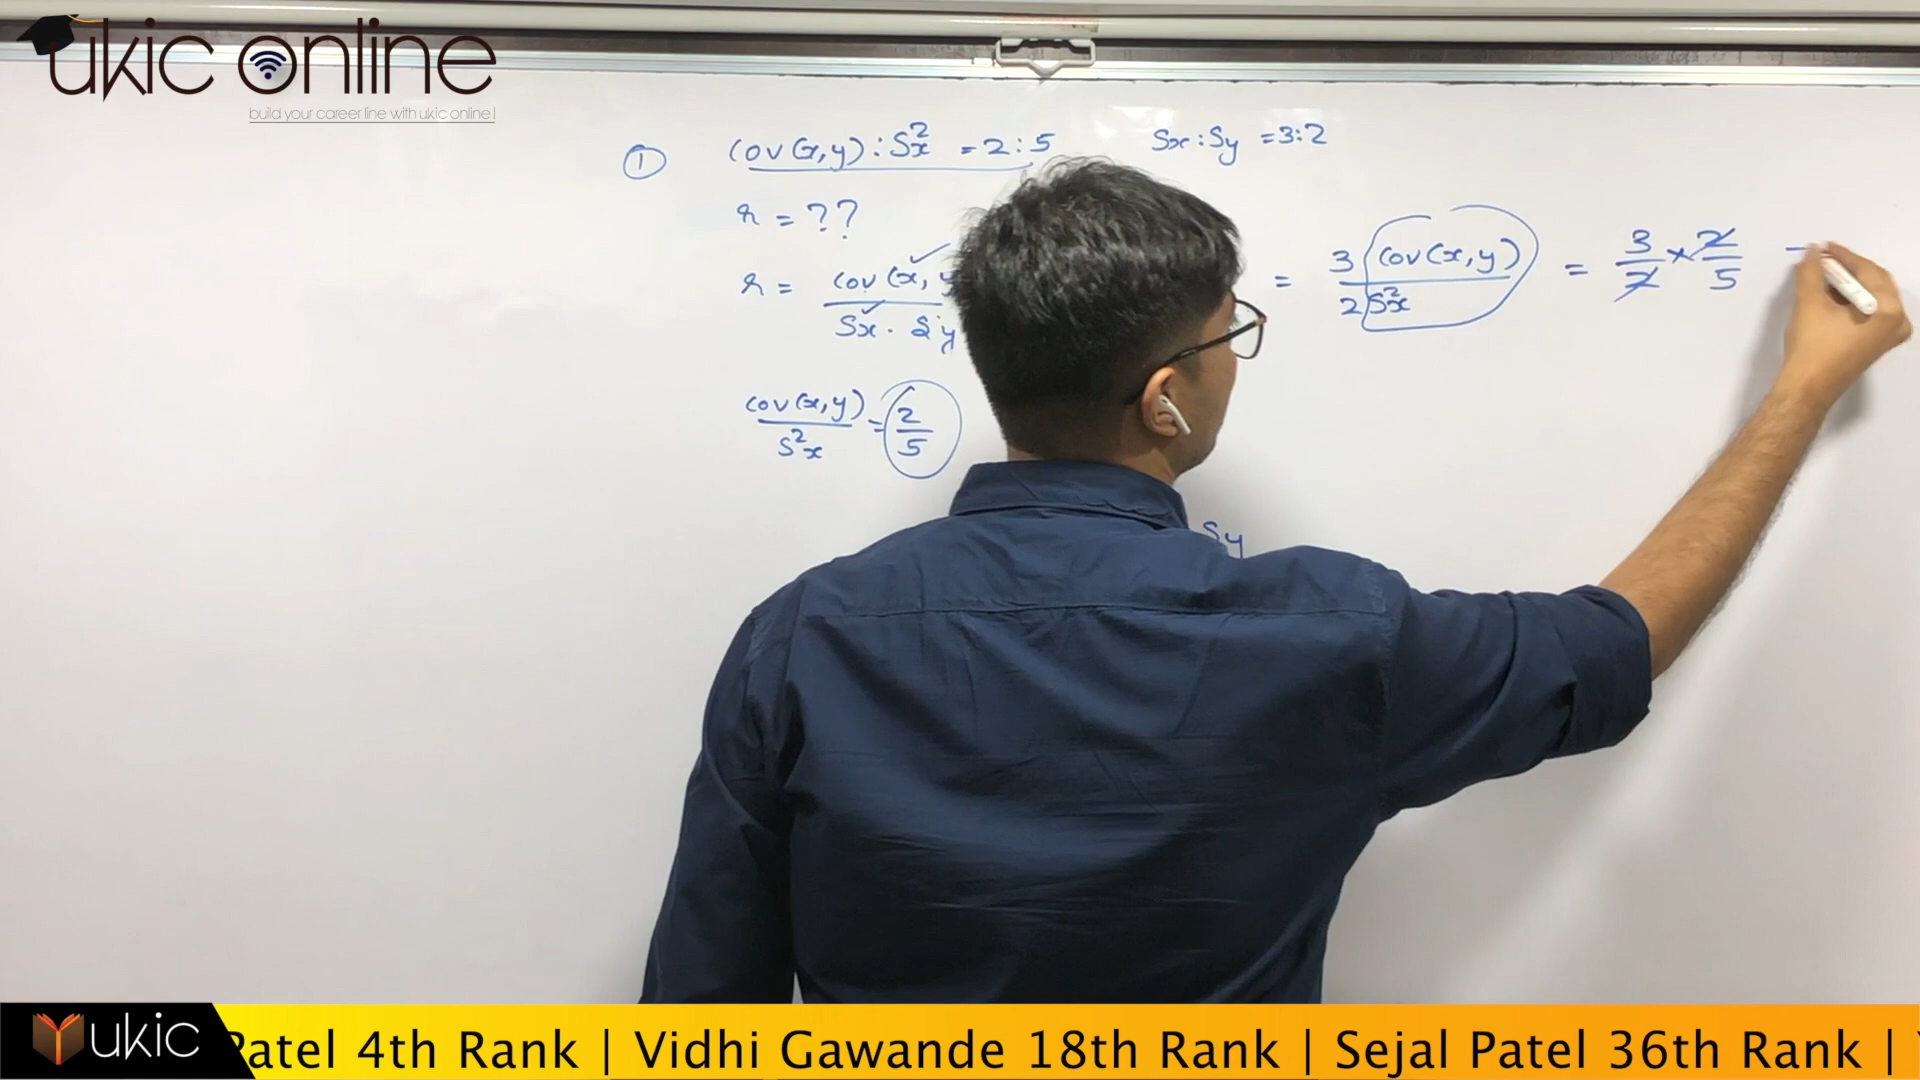 ukic online
build your career line with ukic online!
① cov(x,y) : Sx² = 2:5 Sx : Sy = 3:2
r = ??
r = cov(x, y / Sx · Sy = 3 cov(x,y) / 2 Sx² = 3/2 × 2/5
cov(x,y) / S²x = 2/5
Sy
ukic Patel 4th Rank | Vidhi Gawande 18th Rank | Sejal Patel 36th Rank |